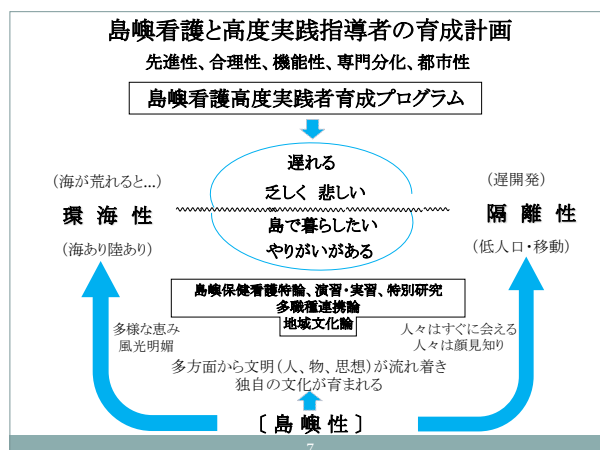 島嶼看護と高度実践指導者の育成計画
先進性、合理性、機能性、専門分化、都市性
島嶼看護高度実践者育成プログラム
遅れる
乏しく 悲しい
(海が荒れると...)
環 海 性
(海あり陸あり)
(遅開発)
隔 離 性
(低人口・移動)
島で暮らしたい
やりがいがある
島嶼保健看護特論、演習・実習、特別研究
多職種連携論
地域文化論
多様な恵み
風光明媚
人々はすぐに会える
人々は顔見知り
多方面から文明(人、物、思想)が流れ着き
独自の文化が育まれる
〔 島 嶼 性 〕
7